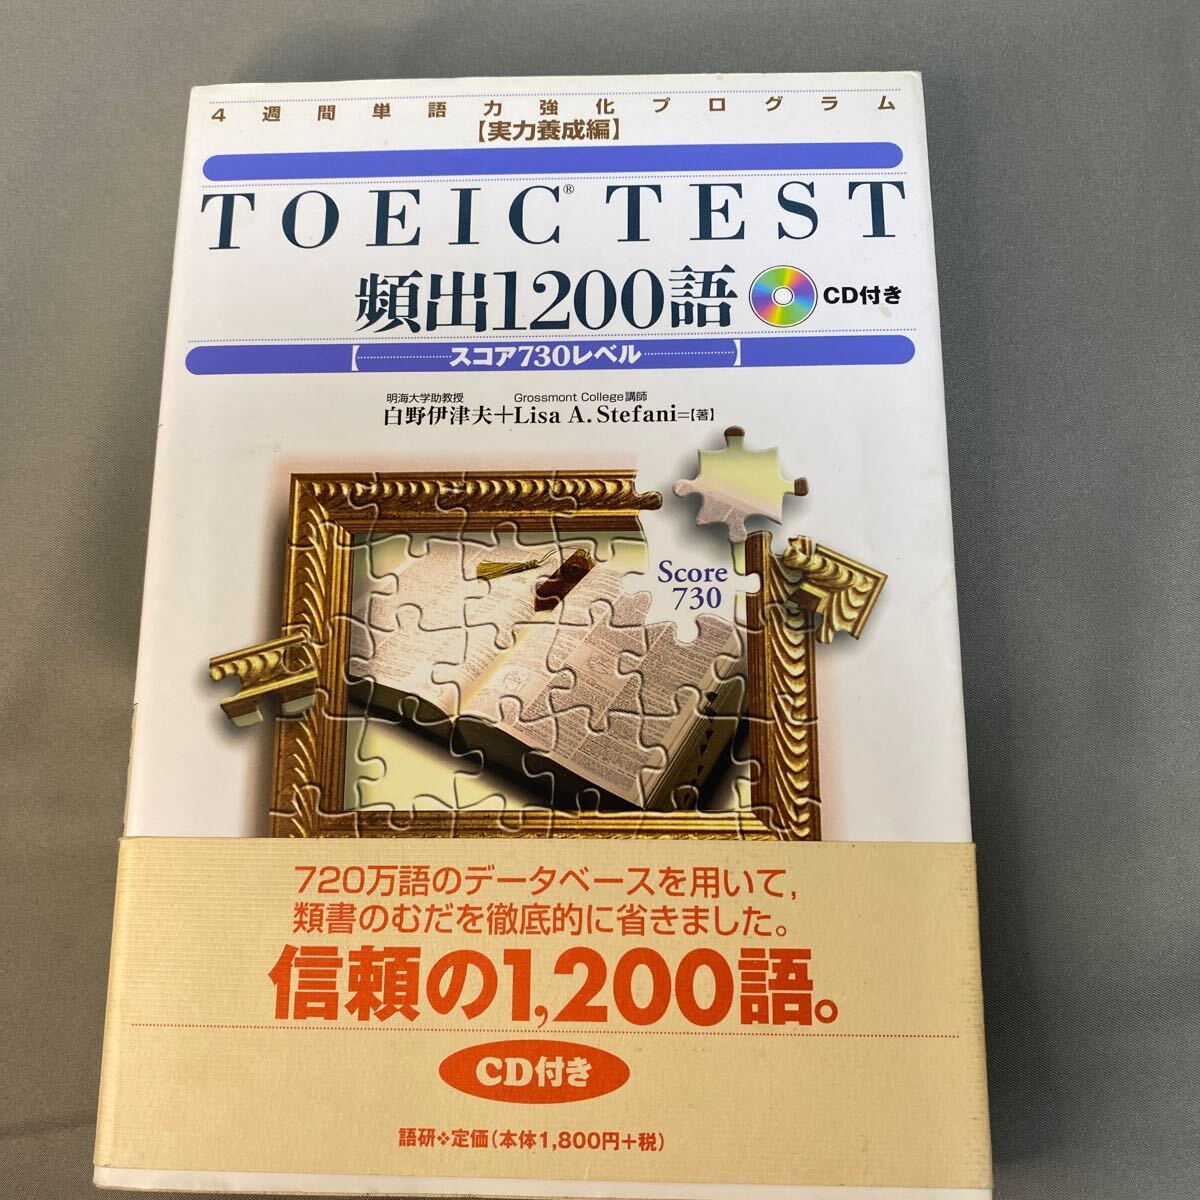 4週間単語力強化プログラム
【実力養成編】
TOEIC® TEST
頻出1200語
CD付き
【スコア730レベル】
明海大学助教授 Grossmont College講師
白野伊津夫+Lisa A. Stefani=【著】
Score
730
720万語のデータベースを用いて,
類書のむだを徹底的に省きました。
信頼の1,200語。
CD付き
語研❖定価(本体1,800円+税)